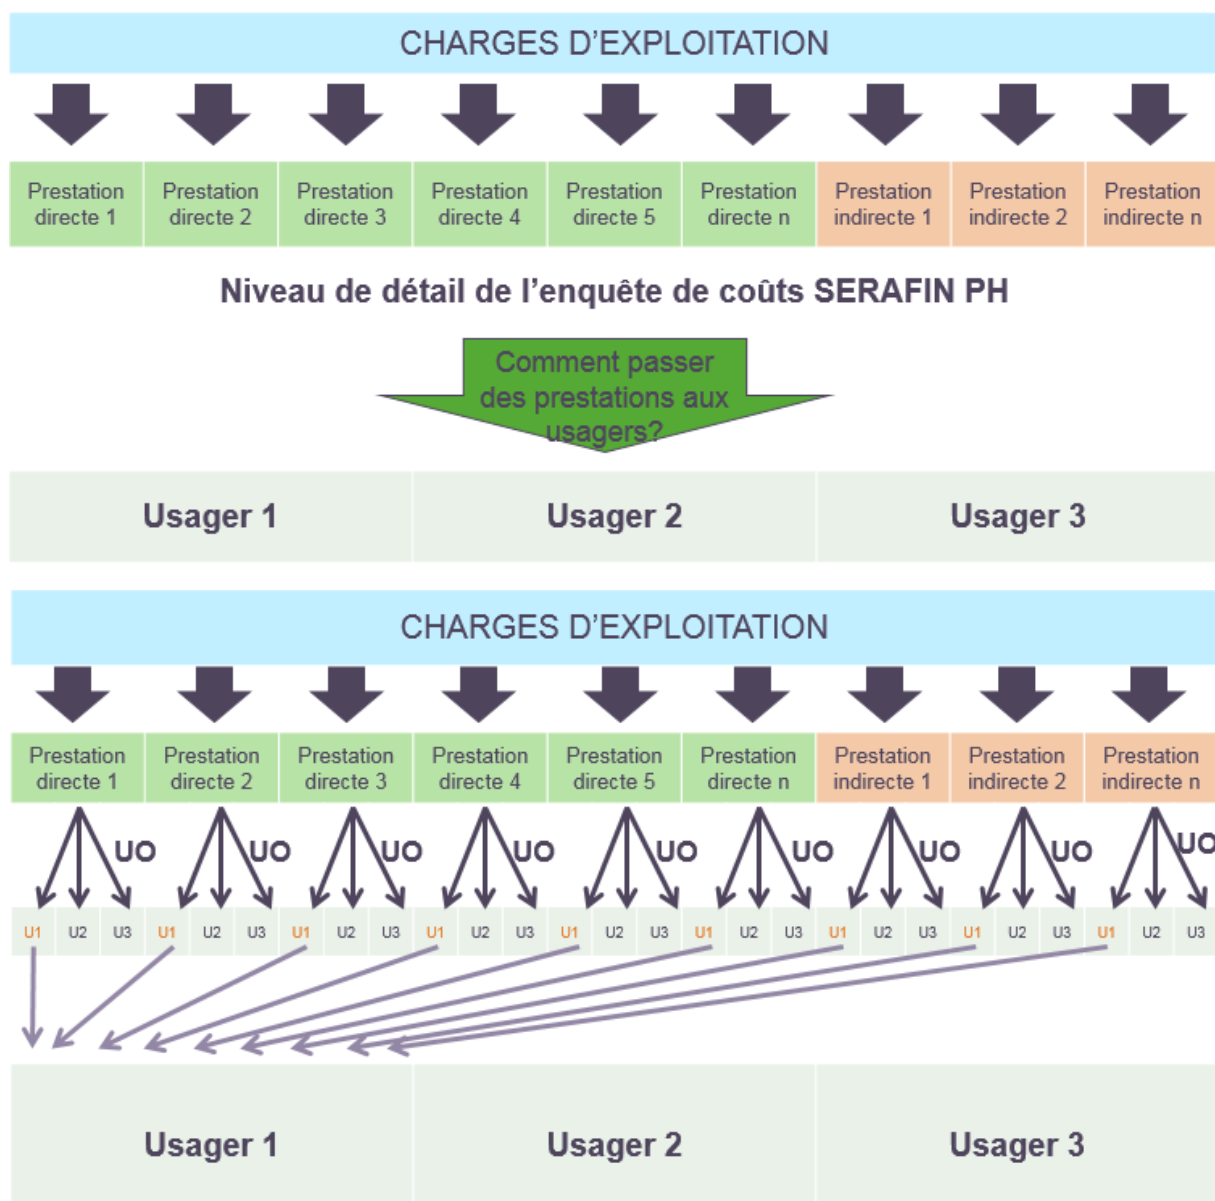 CHARGES D'EXPLOITATION
Prestation directe 1
Prestation directe 2
Prestation directe 3
Prestation directe 4
Prestation directe 5
Prestation directe n
Prestation indirecte 1
Prestation indirecte 2
Prestation indirecte n
Niveau de détail de l'enquête de coûts SERAFIN PH
Comment passer
des prestations aux
usagers?
Usager 1
Usager 2
Usager 3
CHARGES D'EXPLOITATION
Prestation directe 1
Prestation directe 2
Prestation directe 3
Prestation directe 4
Prestation directe 5
Prestation directe n
Prestation indirecte 1
Prestation indirecte 2
Prestation indirecte n
UO UO UO UO UO UO UO UO UO
U1 U2 U3 U1 U2 U3 U1 U2 U3 U1 U2 U3 U1 U2 U3 U1 U2 U3 U1 U2 U3 U1 U2 U3 U1 U2 U3
Usager 1
Usager 2
Usager 3